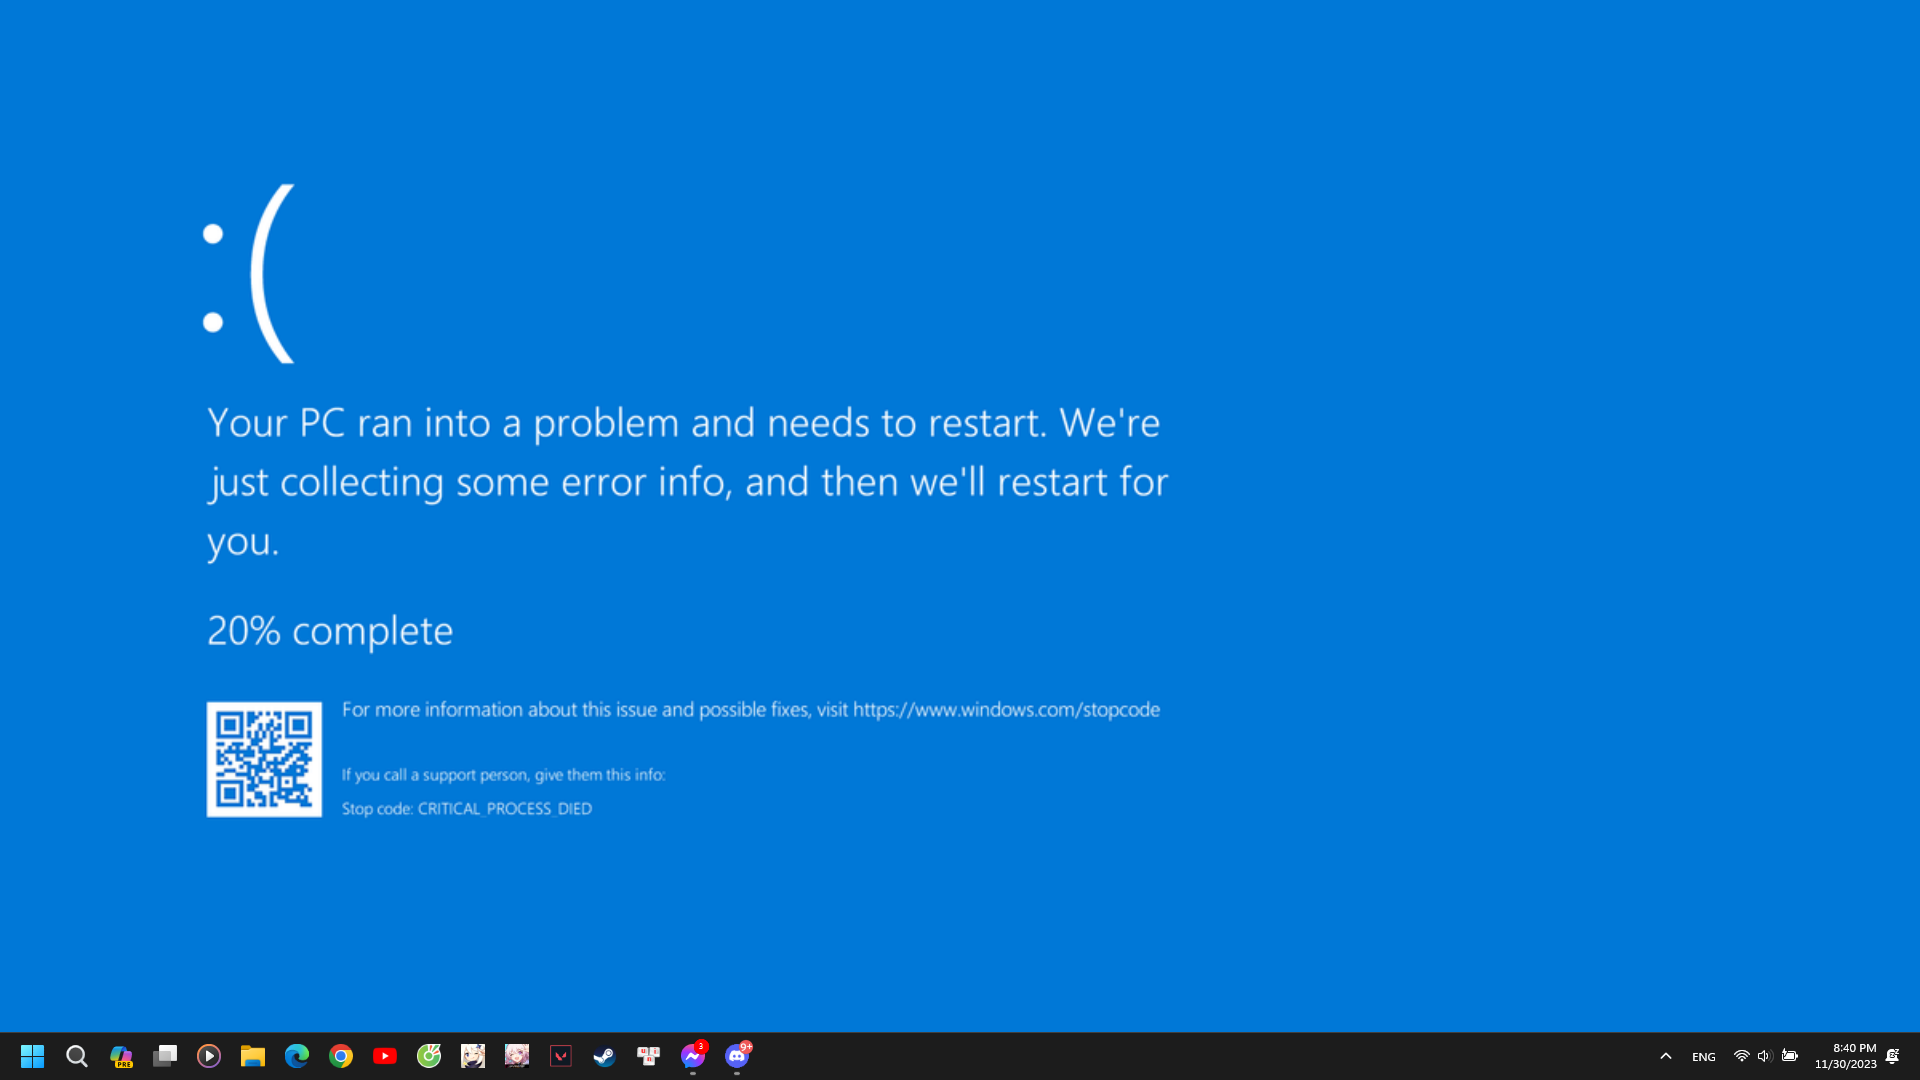 :(
Your PC ran into a problem and needs to restart. We're
just collecting some error info, and then we'll restart for
you.
20% complete
For more information about this issue and possible fixes, visit https://www.windows.com/stopcode
If you call a support person, give them this info:
Stop code: CRITICAL_PROCESS_DIED
PRE
3
9+
ENG
8:40 PM
11/30/2023